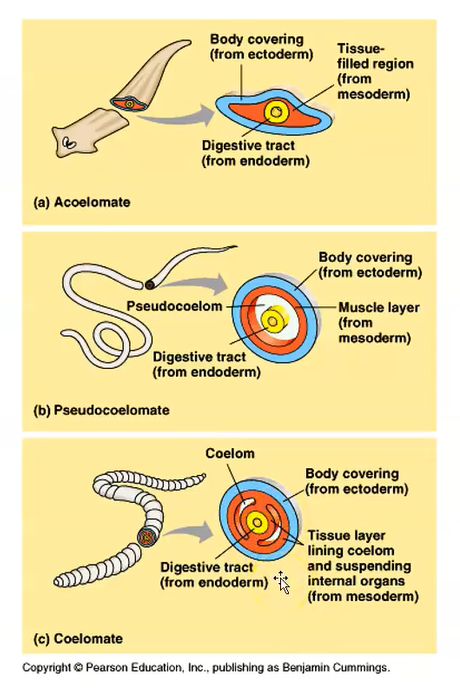 Body covering
(from ectoderm)
Tissue-
filled region
(from
mesoderm)
Digestive tract
(from endoderm)
(a) Acoelomate
Body covering
(from ectoderm)
Pseudocoelom
Muscle layer
(from
mesoderm)
Digestive tract
(from endoderm)
(b) Pseudocoelomate
Coelom
Body covering
(from ectoderm)
Digestive tract
(from endoderm)
Tissue layer
lining coelom
and suspending
internal organs
(from mesoderm)
(c) Coelomate
Copyright © Pearson Education, Inc., publishing as Benjamin Cummings.